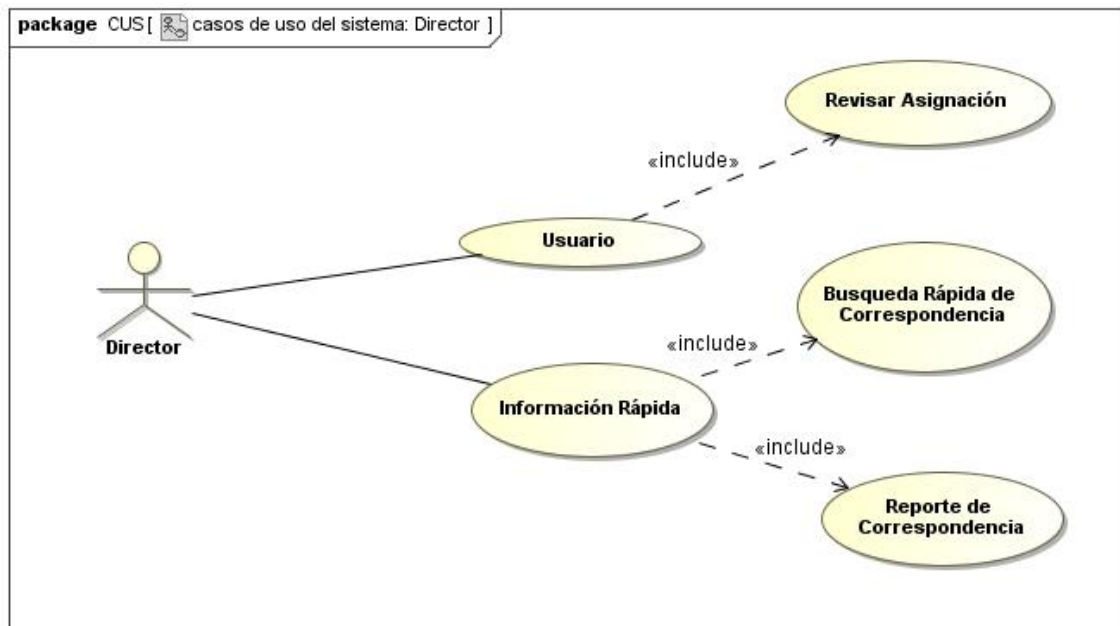 package CUS [ casos de uso del sistema: Director ]
Revisar Asignación
«include»
Usuario
Director
Busqueda Rápida de
Correspondencia
«include»
Información Rápida
«include»
Reporte de
Correspondencia